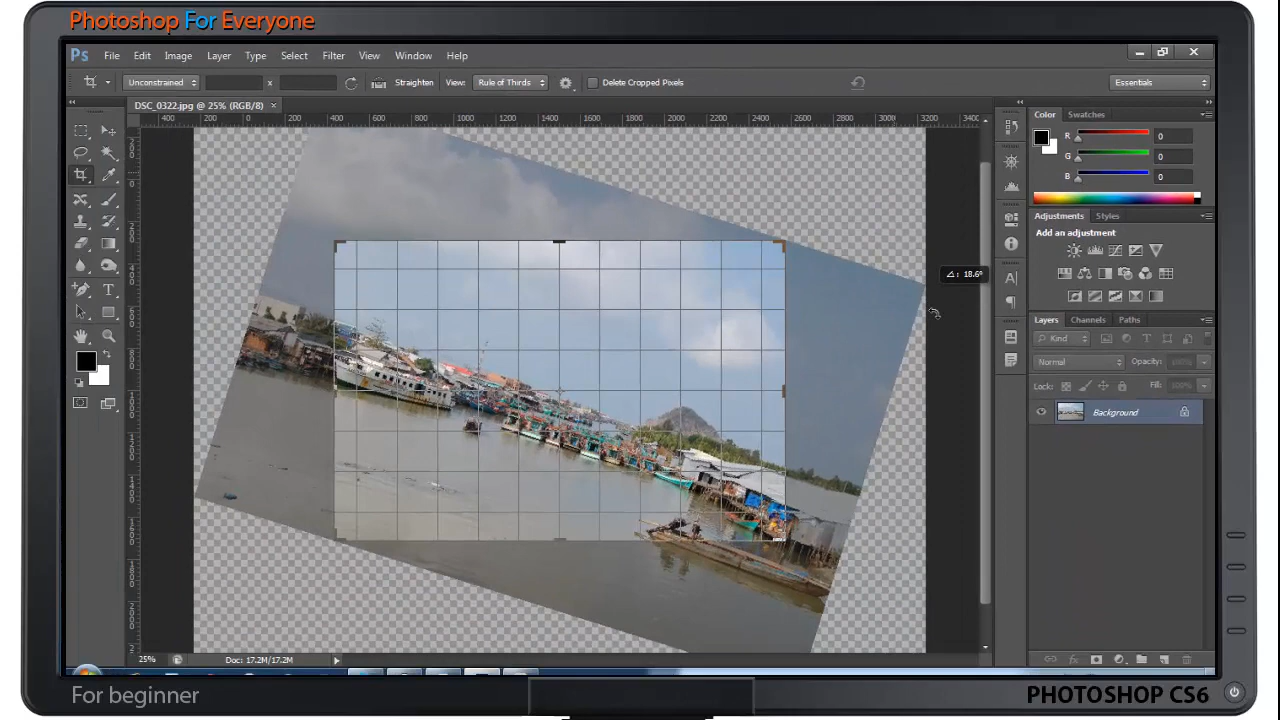 Photoshop For Everyone
Ps File Edit Image Layer Type Select Filter View Window Help
Unconstrained x Straighten View: Rule of Thirds Delete Cropped Pixels Essentials
DSC_0322.jpg @ 25% (RGB/8) ×
400 200 0 200 400 600 800 1000 1200 1400 1600 1800 2000 2200 2400 2600 2800 3000 3200 3400
Color Swatches
R 0
G 0
B 0
Adjustments Styles
Add an adjustment
18.6°
Layers Channels Paths
Kind
Normal Opacity: 100%
Lock: Fill: 100%
Background
25% Doc: 17.2M/17.2M
For beginner PHOTOSHOP CS6